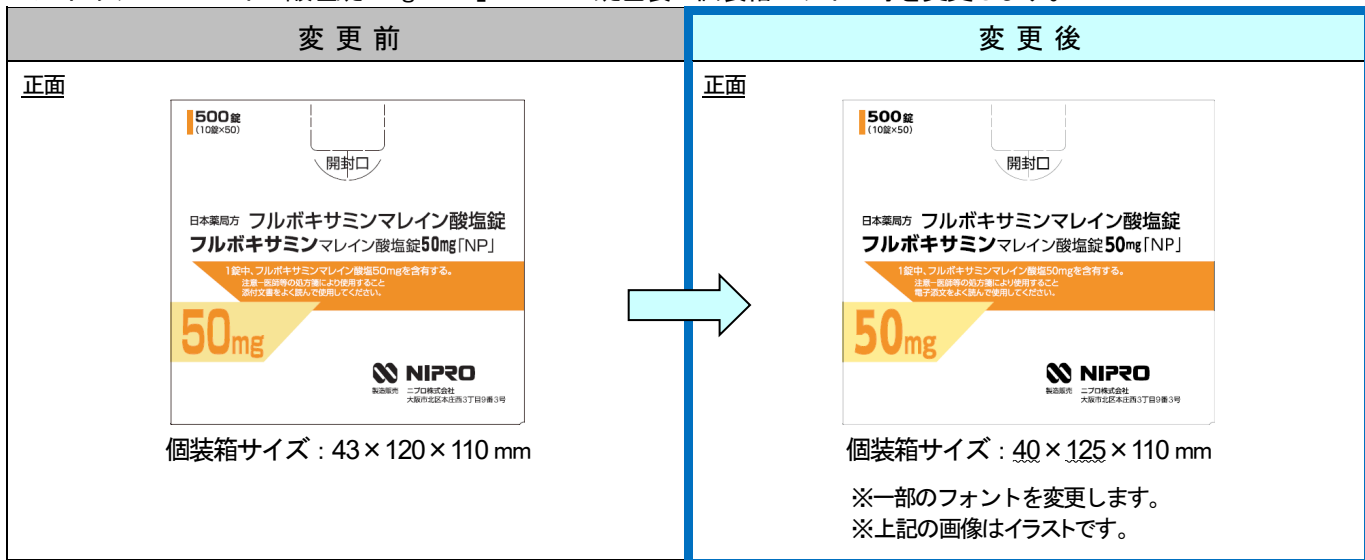 変更前
正面
500錠
(10錠×50)
開封口
日本薬局方 フルボキサミンマレイン酸塩錠
フルボキサミンマレイン酸塩錠50mg「NP」
1錠中、フルボキサミンマレイン酸塩50mgを含有する。
注意-医師等の処方箋により使用すること
添付文書をよく読んで使用してください。
50mg
NIPRO
製造販売 ニプロ株式会社
大阪市北区本庄西3丁目9番3号
個装箱サイズ:43×120×110 mm
変更後
正面
500錠
(10錠×50)
開封口
日本薬局方 フルボキサミンマレイン酸塩錠
フルボキサミンマレイン酸塩錠50mg「NP」
1錠中、フルボキサミンマレイン酸塩50mgを含有する。
注意-医師等の処方箋により使用すること
電子添文をよく読んで使用してください。
50mg
NIPRO
製造販売 ニプロ株式会社
大阪市北区本庄西3丁目9番3号
個装箱サイズ:40×125×110 mm
※一部のフォントを変更します。
※上記の画像はイラストです。